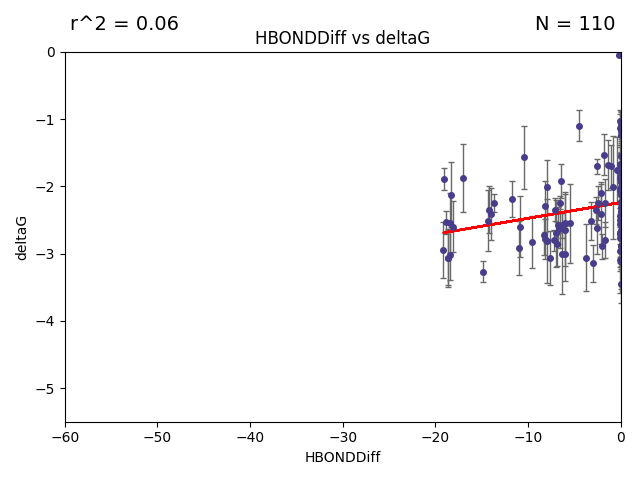 r^2 = 0.06
N = 110
HBONDDiff vs deltaG
0
−1
−2
−3
−4
−5
deltaG
−60
−50
−40
−30
−20
−10
0
HBONDDiff